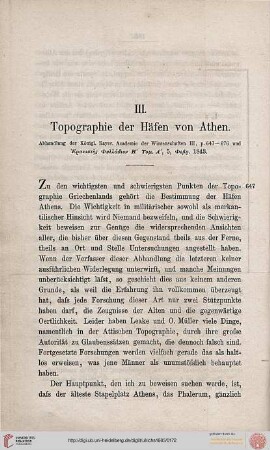 III.
Topographie der Häfen von Athen.
Abhandlung der Königl. Bayer. Academie der Wissenschaften III, p. 647—676 und
Φιλίστωρ 5, 1843.
Zu den wichtigsten und schwierigsten Punkten der Topo- 647
graphie Griechenlands gehört die Bestimmung der Häfen
Athens. Die Wichtigkeit in militärischer sowohl als merkan-
tilischer Hinsicht wird Niemand bezweifeln, und die Schwierig-
keit beweisen zur Genüge die widersprechenden Ansichten
aller, die bisher über diesen Gegenstand theils aus der Ferne,
theils an Ort und Stelle Untersuchungen angestellt haben.
Wenn der Verfasser dieser Abhandlung die letzteren keiner
ausführlichen Widerlegung unterwirft, und manche Meinungen
unberücksichtigt läfst, so geschieht dies aus keinem andern
Grunde, als weil die Erfahrung ihn vollkommen überzeugt
hat, dafs jede Forschung dieser Art nur zwei Stützpunkte
haben darf, die Zeugnisse der Alten und die gegenwärtige
Oertlichkeit. Leider haben Leake und O. Müller viele Dinge,
namentlich in der Attischen Topographie, durch ihre grofse
Autorität zu Glaubenssätzen gemacht, die dennoch falsch sind.
Fortgesetzte Forschungen werden vielfach gerade das als halt-
los erweisen, was jene Männer als unumstöfslich behauptet
haben.
Der Hauptpunkt, den ich zu beweisen suchen werde, ist,
dafs der älteste Stapelplatz Athens, das Phalerum, gänzlich